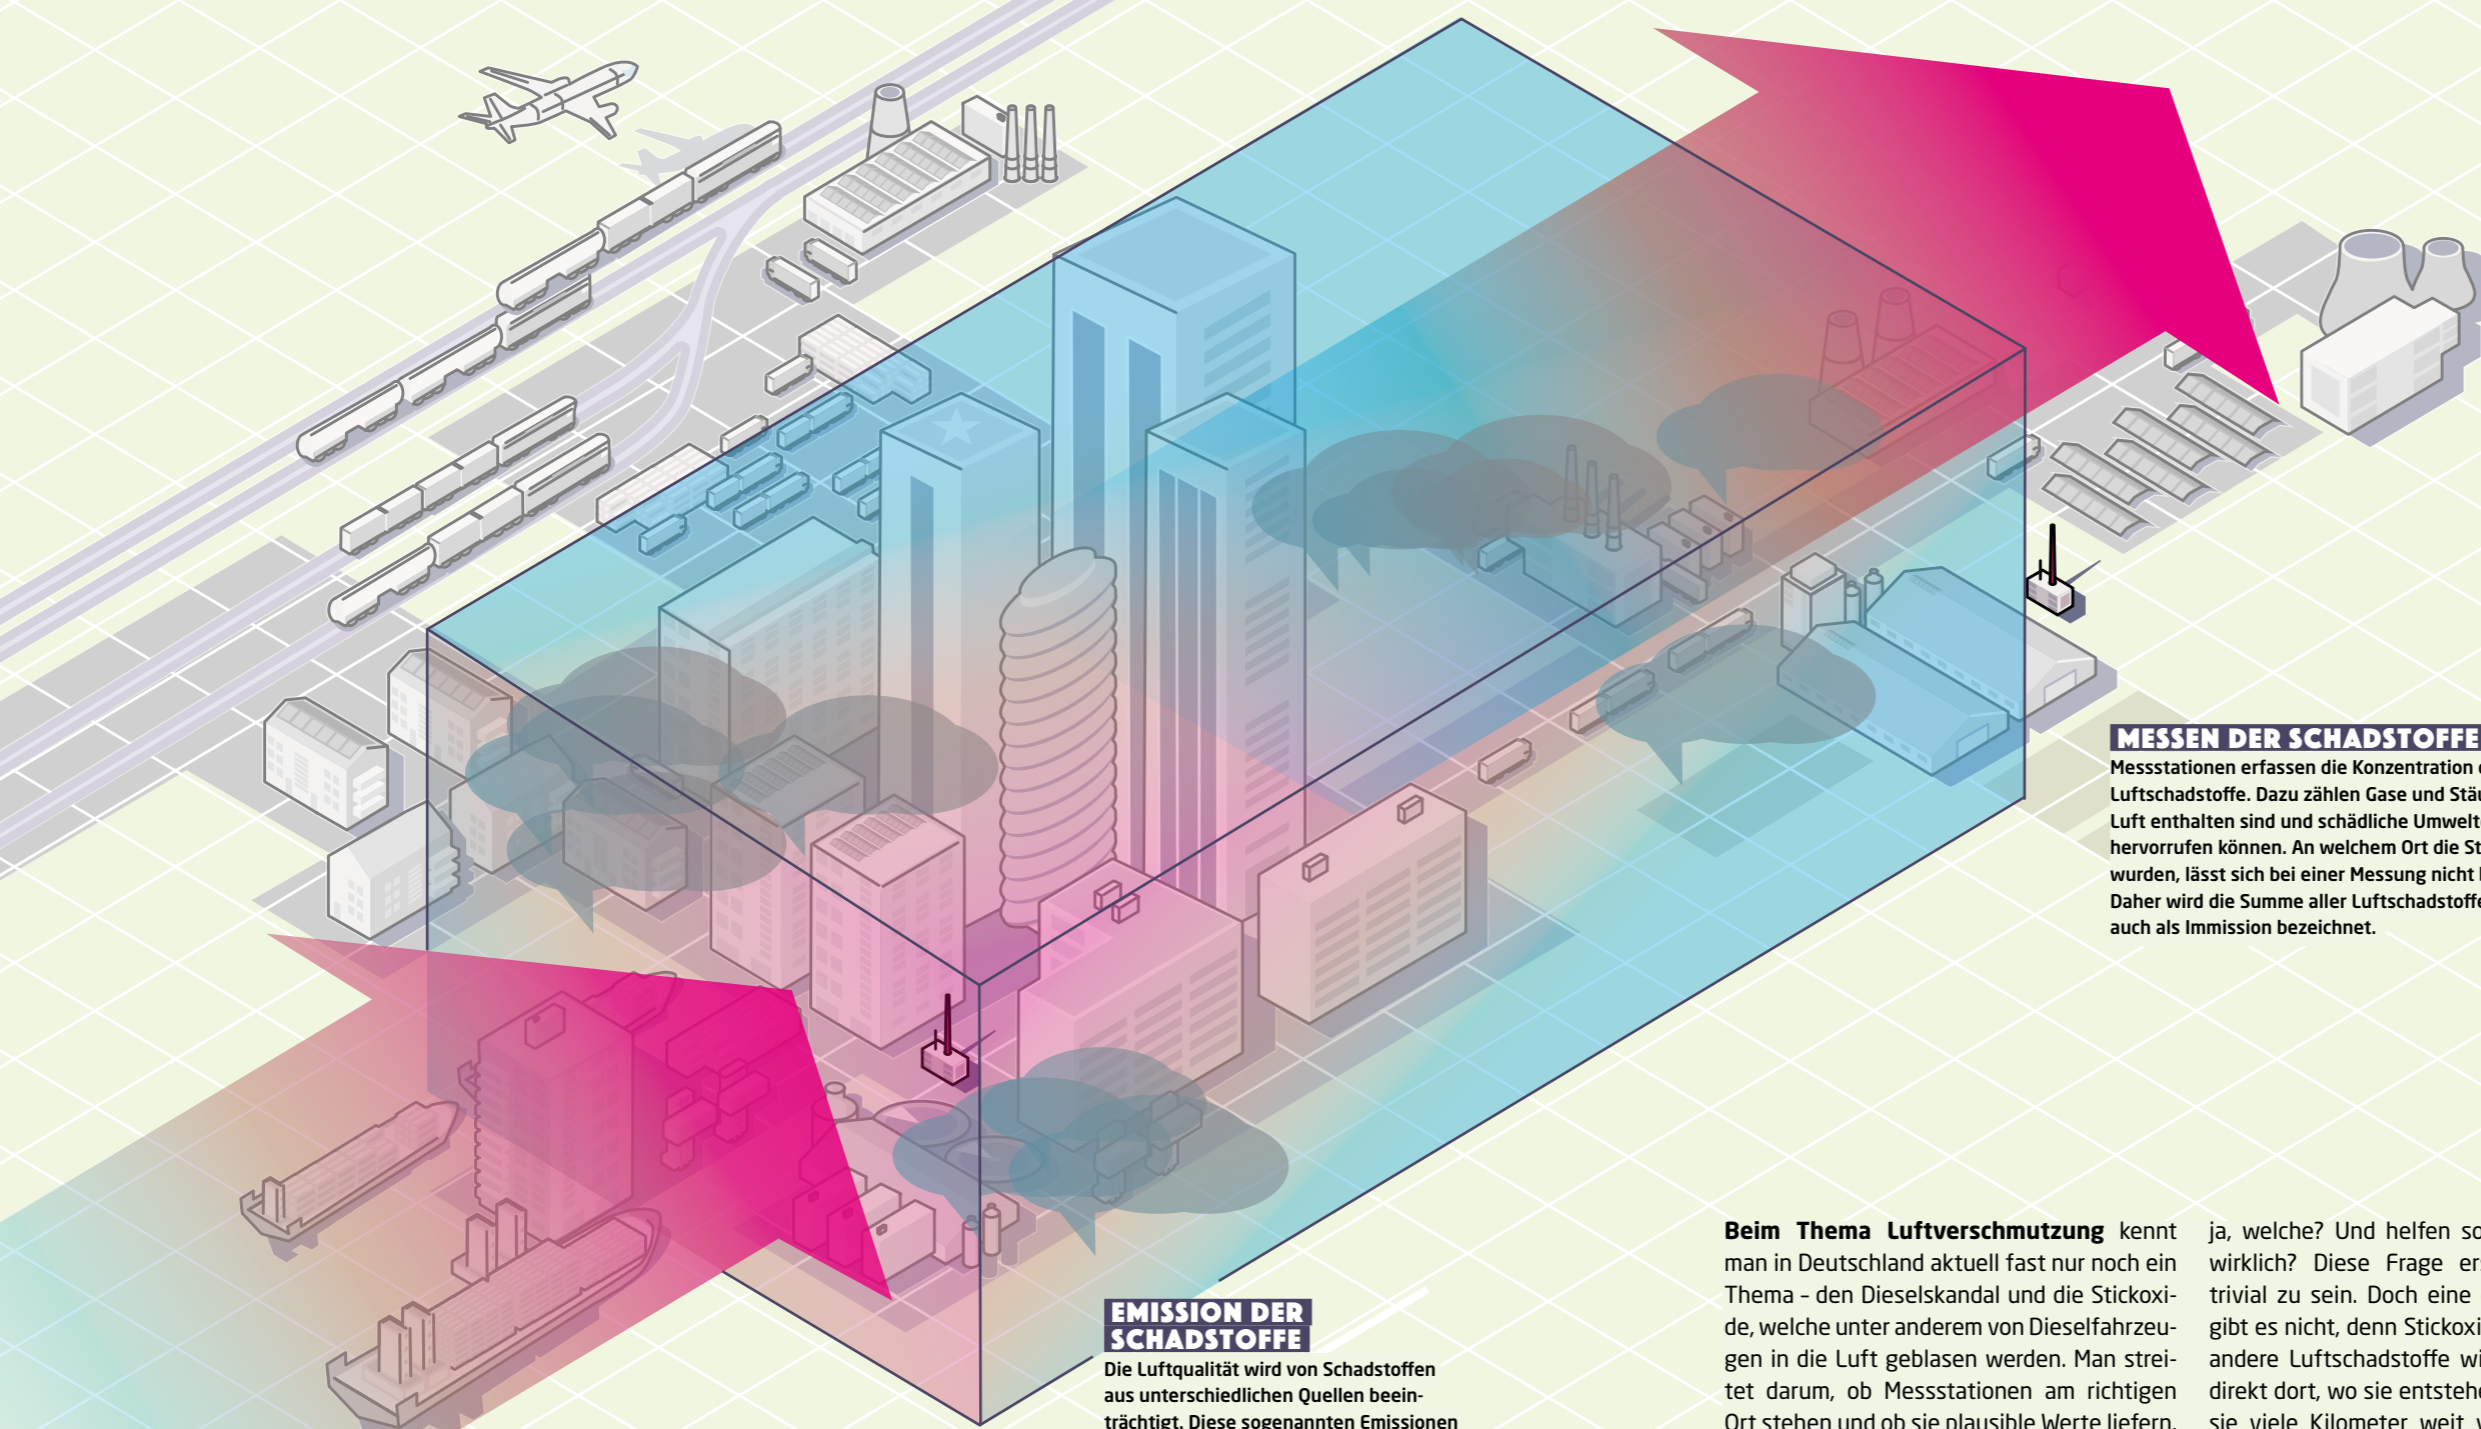 MESSEN DER SCHADSTOFFE
Messstationen erfassen die Konzentration
Luftschadstoffe. Dazu zählen Gase und
Luft enthalten sind und schädliche
hervorrufen können. An welchem Ort die
wurden, lässt sich bei einer Messung nicht
Daher wird die Summe aller Luftschadstoffe
auch als Immission bezeichnet.
EMISSION DER
SCHADSTOFFE
Die Luftqualität wird von Schadstoffen
aus unterschiedlichen Quellen beein-
trächtigt. Diese sogenannten Emissionen
Beim Thema Luftverschmutzung kennt
man in Deutschland aktuell fast nur noch ein
Thema – den Dieselskandal und die Stickoxi-
de, welche unter anderem von Dieselfahrzeu-
gen in die Luft geblasen werden. Man strei-
tet darum, ob Messstationen am richtigen
Ort stehen und ob sie plausible Werte liefern.
ja, welche? Und helfen
wirklich? Diese Frage
trivial zu sein. Doch eine
gibt es nicht, denn
andere Luftschadstoffe
direkt dort, wo sie
sie viele Kilometer weit